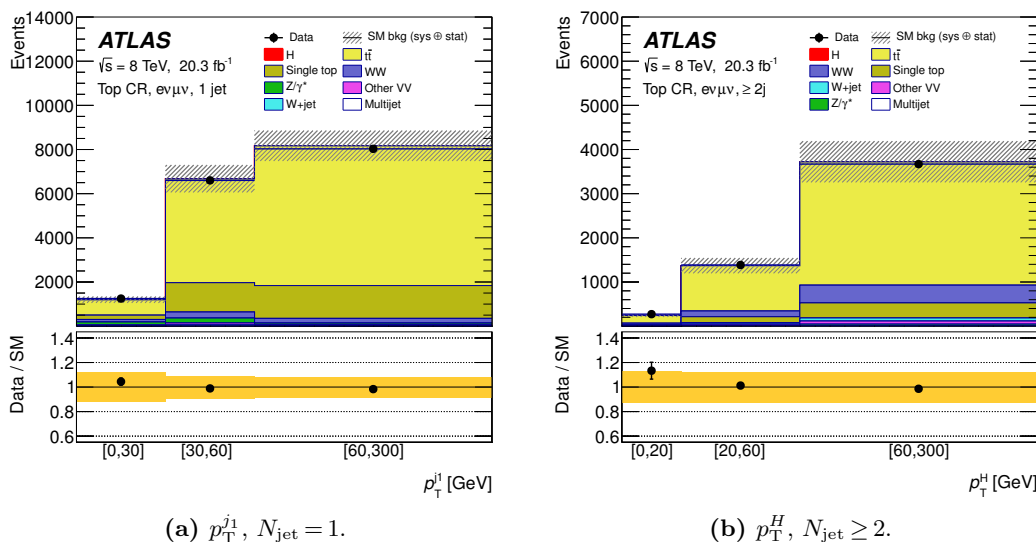 Events
14000
12000
10000
8000
6000
4000
2000
ATLAS
√s = 8 TeV, 20.3 fb⁻¹
Top CR, eνμν, 1 jet
Data
SM bkg (sys ⊕ stat)
H
tt̄
Single top
WW
Z/γ*
Other VV
W+jet
Multijet
Data / SM
1.4
1.2
1
0.8
0.6
[0,30] [30,60] [60,300]
p_T^{j1} [GeV]
(a) p_T^{j1}, N_jet = 1.
Events
7000
6000
5000
4000
3000
2000
1000
ATLAS
√s = 8 TeV, 20.3 fb⁻¹
Top CR, eνμν, ≥ 2j
Data
SM bkg (sys ⊕ stat)
H
tt̄
WW
Single top
W+jet
Other VV
Z/γ*
Multijet
Data / SM
1.4
1.2
1
0.8
0.6
[0,20] [20,60] [60,300]
p_T^H [GeV]
(b) p_T^H, N_jet ≥ 2.